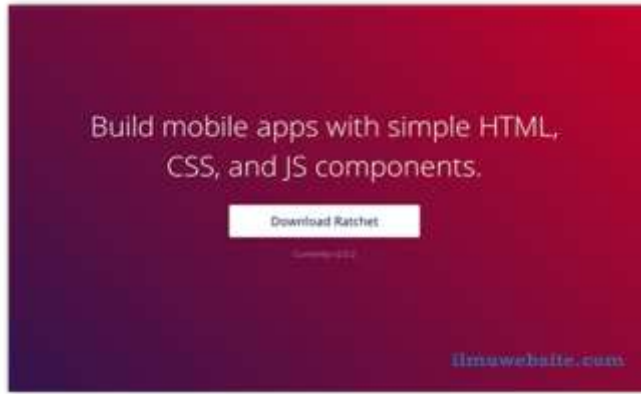 Build mobile apps with simple HTML,
CSS, and JS components.
Download Ratchet
ilmuwebsite.com